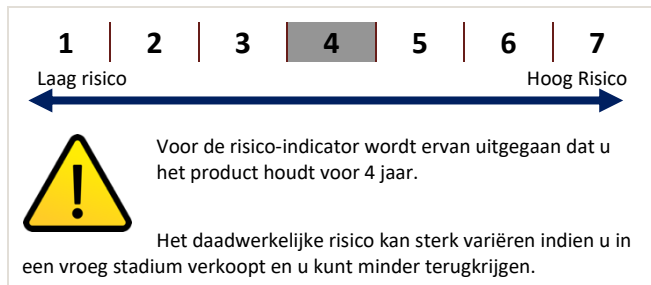 1 2 3 4 5 6 7
Laag risico Hoog Risico
Voor de risico-indicator wordt ervan uitgegaan dat u
het product houdt voor 4 jaar.
Het daadwerkelijke risico kan sterk variëren indien u in
een vroeg stadium verkoopt en u kunt minder terugkrijgen.